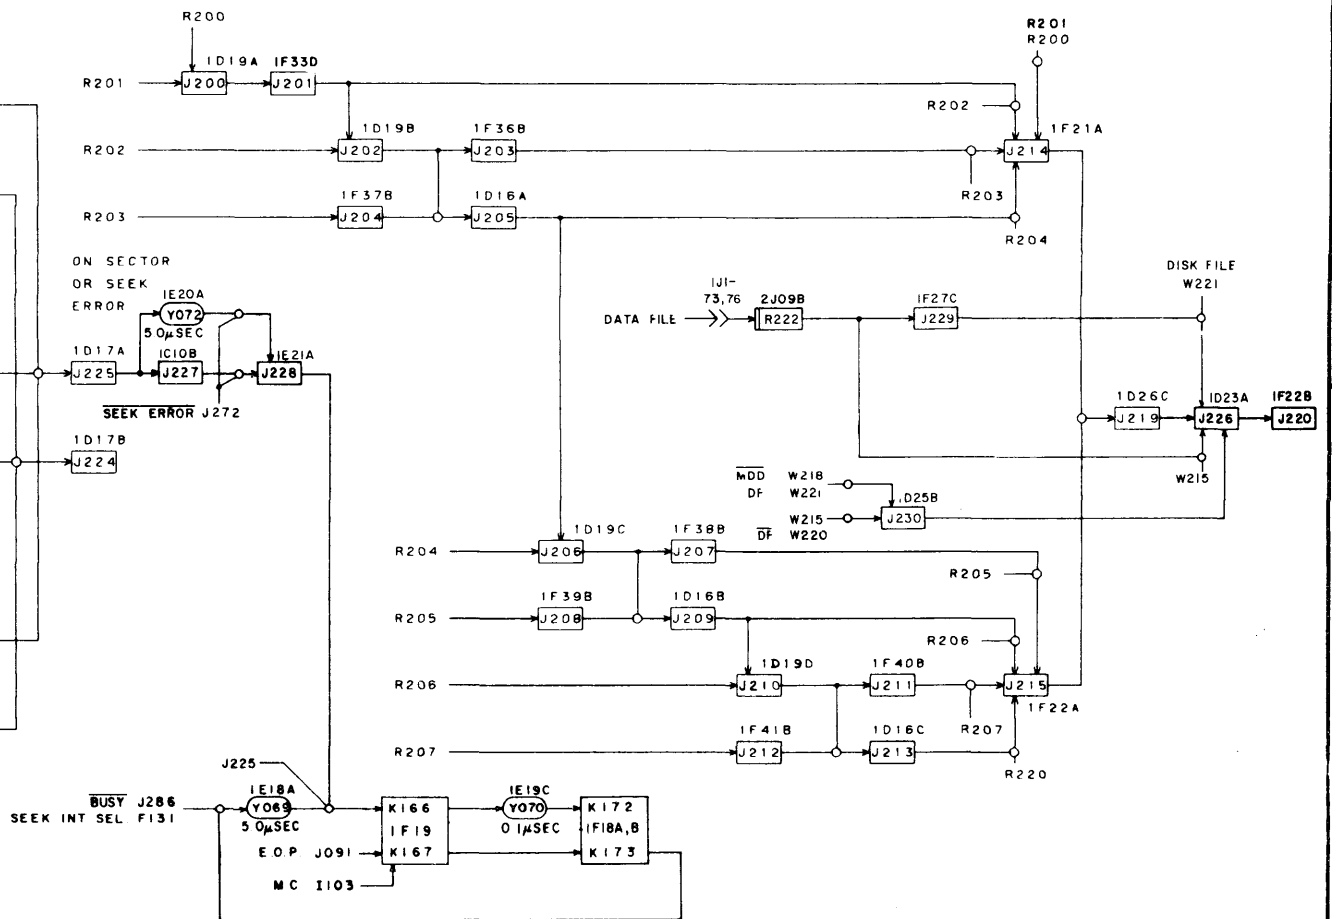 R200
R201
R200
1D19A 1F33D
R201 J200 J201
R202
1D19B 1F36B 1F21A
R202 J202 J203 J214
R203
1F37B 1D16A
R203 J204 J205
R204
ON SECTOR
OR SEEK
ERROR
DISK FILE
W221
1J1-
73,76
1E20A
Y072
5.0µSEC
2J09B 1F27C
DATA FILE R222 J229
1D17A 1C10B 1E21A
J225 J227 J228
SEEK ERROR J272
1D26C 1D23A 1F22B
J219 J226 J220
1D17B
J224
W215
MDD W218
DF W221
1D25B
W215 J230
DF W220
1D19C 1F38B
R204 J206 J207
R205
1F39B 1D16B
R205 J208 J209
R206
1D19D 1F40B
R206 J210 J211 J215
1F22A
R207
1F41B 1D16C
R207 J212 J213
R220
J225
1E18A 1E19C
BUSY J286 Y069 K166 Y070 K172
SEEK INT SEL F131
5.0µSEC 1F19 0.1µSEC 1F18A,B
E.O.P. J091 K167 K173
MC I103